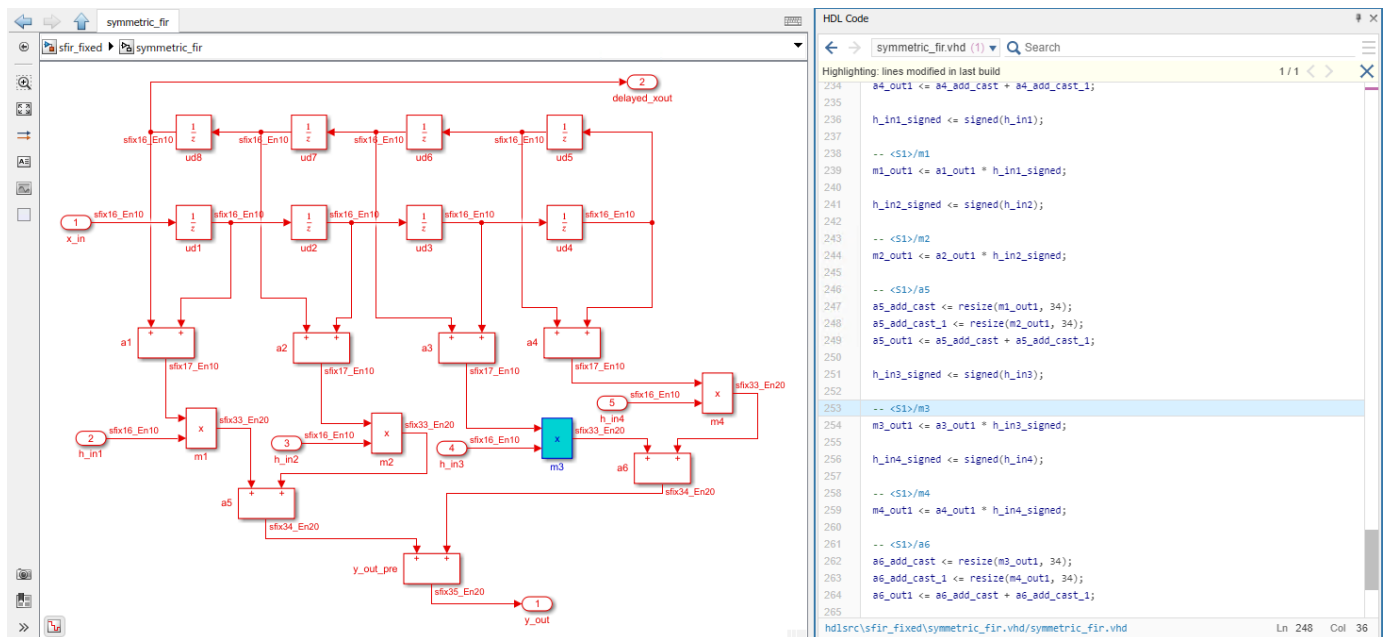 symmetric_fir
sfir_fixed symmetric_fir
2
delayed_xout
sfix16_En10 1/z sfix16_En10 1/z sfix16_En10 1/z sfix16_En10 1/z
ud8 ud7 ud6 ud5
1 sfix16_En10 1/z sfix16_En10 1/z sfix16_En10 1/z sfix16_En10 1/z sfix16_En10
x_in ud1 ud2 ud3 ud4
a1 + + a2 + + a3 + + a4 + +
sfix17_En10 sfix17_En10 sfix17_En10 sfix17_En10
sfix16_En10 x sfix33_En20
5 h_in4 m4
2 sfix16_En10 x sfix33_En20
h_in1 m1
3 sfix16_En10 x sfix33_En20
h_in2 m2
4 sfix16_En10 x sfix33_En20
h_in3 m3
a6 + +
sfix34_En20
a5 + +
sfix34_En20
y_out_pre + +
sfix35_En20
1
y_out
HDL Code
symmetric_fir.vhd (1) Search
Highlighting: lines modified in last build 1/1
234 a4_out1 <= a4_add_cast + a4_add_cast_1;
235
236 h_in1_signed <= signed(h_in1);
237
238 -- <S1>/m1
239 m1_out1 <= a1_out1 * h_in1_signed;
240
241 h_in2_signed <= signed(h_in2);
242
243 -- <S1>/m2
244 m2_out1 <= a2_out1 * h_in2_signed;
245
246 -- <S1>/a5
247 a5_add_cast <= resize(m1_out1, 34);
248 a5_add_cast_1 <= resize(m2_out1, 34);
249 a5_out1 <= a5_add_cast + a5_add_cast_1;
250
251 h_in3_signed <= signed(h_in3);
252
253 -- <S1>/m3
254 m3_out1 <= a3_out1 * h_in3_signed;
255
256 h_in4_signed <= signed(h_in4);
257
258 -- <S1>/m4
259 m4_out1 <= a4_out1 * h_in4_signed;
260
261 -- <S1>/a6
262 a6_add_cast <= resize(m3_out1, 34);
263 a6_add_cast_1 <= resize(m4_out1, 34);
264 a6_out1 <= a6_add_cast + a6_add_cast_1;
265
hdlsrc\sfir_fixed\symmetric_fir.vhd/symmetric_fir.vhd Ln 248 Col 36